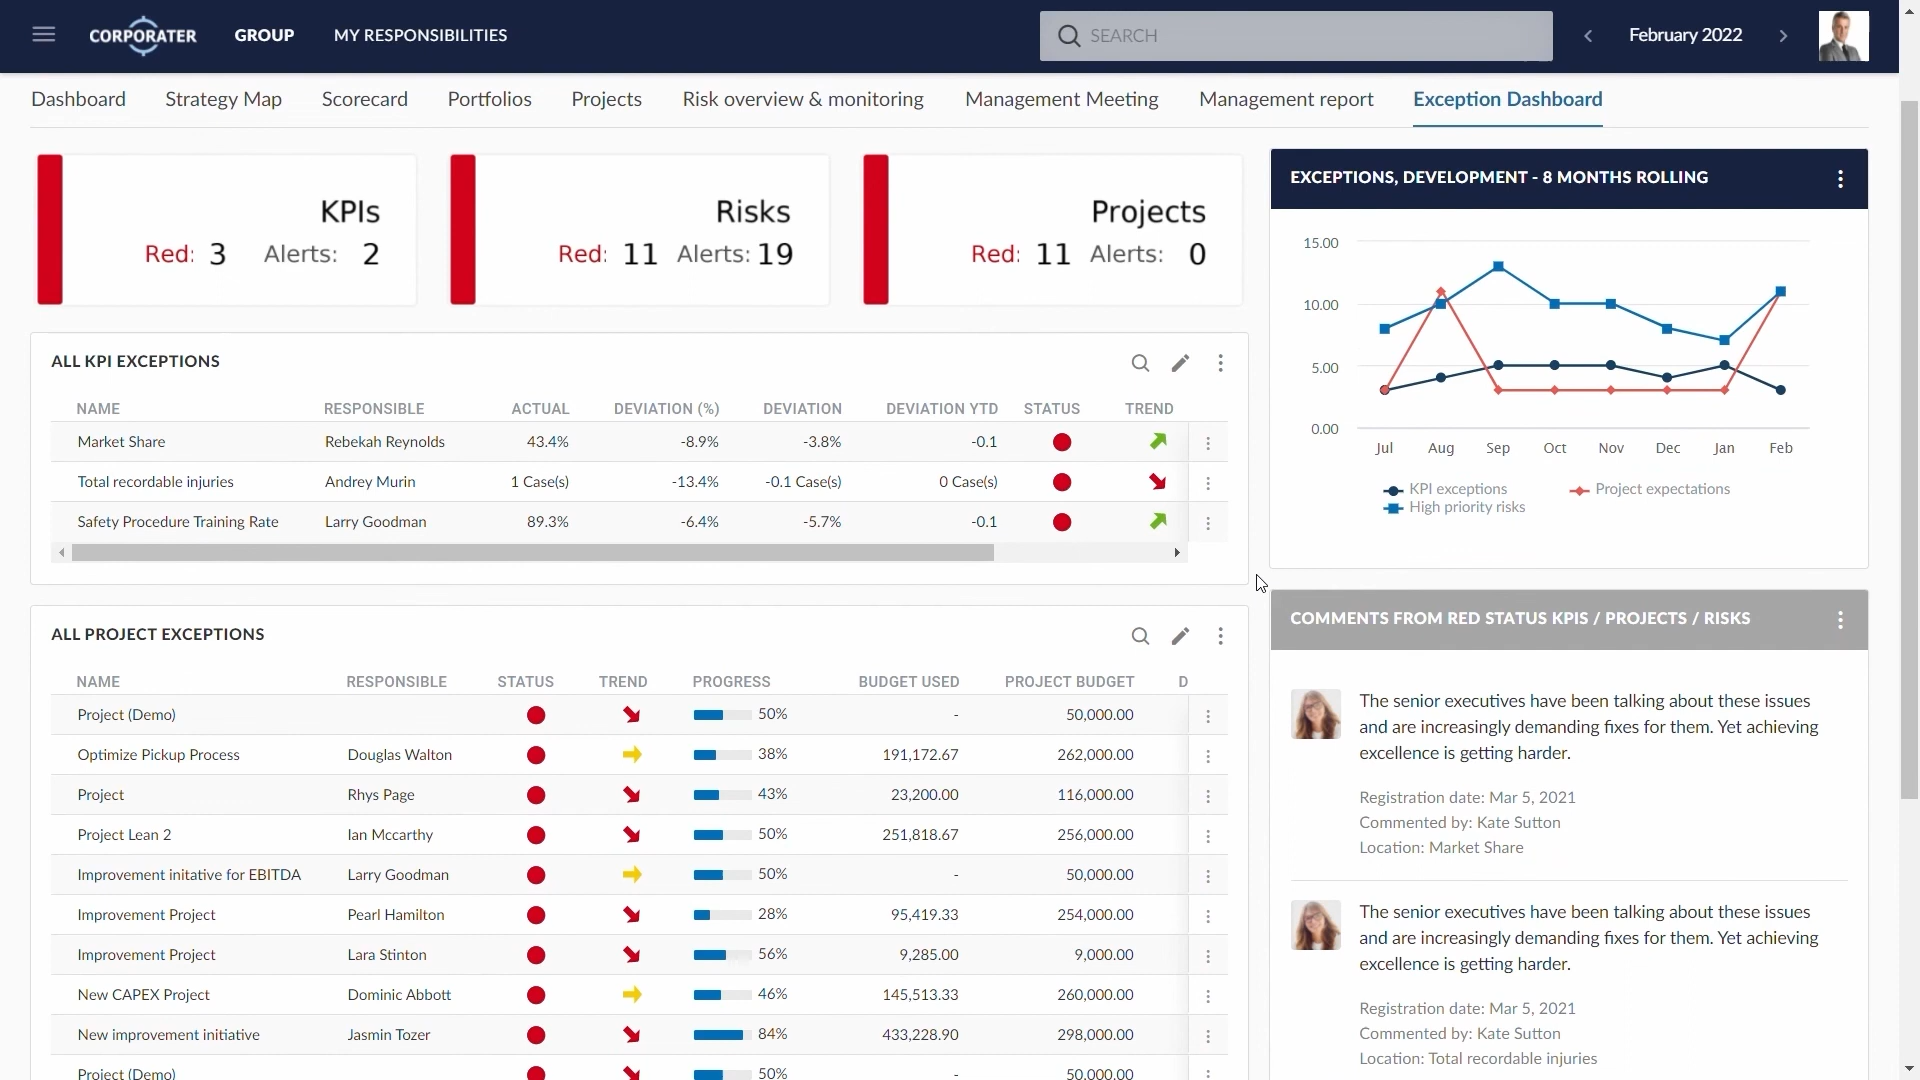 CORPORATER GROUP MY RESPONSIBILITIES SEARCH February 2022
Dashboard Strategy Map Scorecard Portfolios Projects Risk overview & monitoring Management Meeting Management report Exception Dashboard
KPIs
Red: 3 Alerts: 2
Risks
Red: 11 Alerts: 19
Projects
Red: 11 Alerts: 0
ALL KPI EXCEPTIONS
NAME RESPONSIBLE ACTUAL DEVIATION (%) DEVIATION DEVIATION YTD STATUS TREND
Market Share Rebekah Reynolds 43.4% -8.9% -3.8% -0.1
Total recordable injuries Andrey Murin 1 Case(s) -13.4% -0.1 Case(s) 0 Case(s)
Safety Procedure Training Rate Larry Goodman 89.3% -6.4% -5.7% -0.1
ALL PROJECT EXCEPTIONS
NAME RESPONSIBLE STATUS TREND PROGRESS BUDGET USED PROJECT BUDGET D
Project (Demo) 50% - 50,000.00
Optimize Pickup Process Douglas Walton 38% 191,172.67 262,000.00
Project Rhys Page 43% 23,200.00 116,000.00
Project Lean 2 Ian Mccarthy 50% 251,818.67 256,000.00
Improvement initative for EBITDA Larry Goodman 50% - 50,000.00
Improvement Project Pearl Hamilton 28% 95,419.33 254,000.00
Improvement Project Lara Stinton 56% 9,285.00 9,000.00
New CAPEX Project Dominic Abbott 46% 145,513.33 260,000.00
New improvement initiative Jasmin Tozer 84% 433,228.90 298,000.00
Project (Demo) 50% - 50,000.00
EXCEPTIONS, DEVELOPMENT - 8 MONTHS ROLLING
15.00
10.00
5.00
0.00
Jul Aug Sep Oct Nov Dec Jan Feb
KPI exceptions Project expectations
High priority risks
COMMENTS FROM RED STATUS KPIS / PROJECTS / RISKS
The senior executives have been talking about these issues
and are increasingly demanding fixes for them. Yet achieving
excellence is getting harder.
Registration date: Mar 5, 2021
Commented by: Kate Sutton
Location: Market Share
The senior executives have been talking about these issues
and are increasingly demanding fixes for them. Yet achieving
excellence is getting harder.
Registration date: Mar 5, 2021
Commented by: Kate Sutton
Location: Total recordable injuries